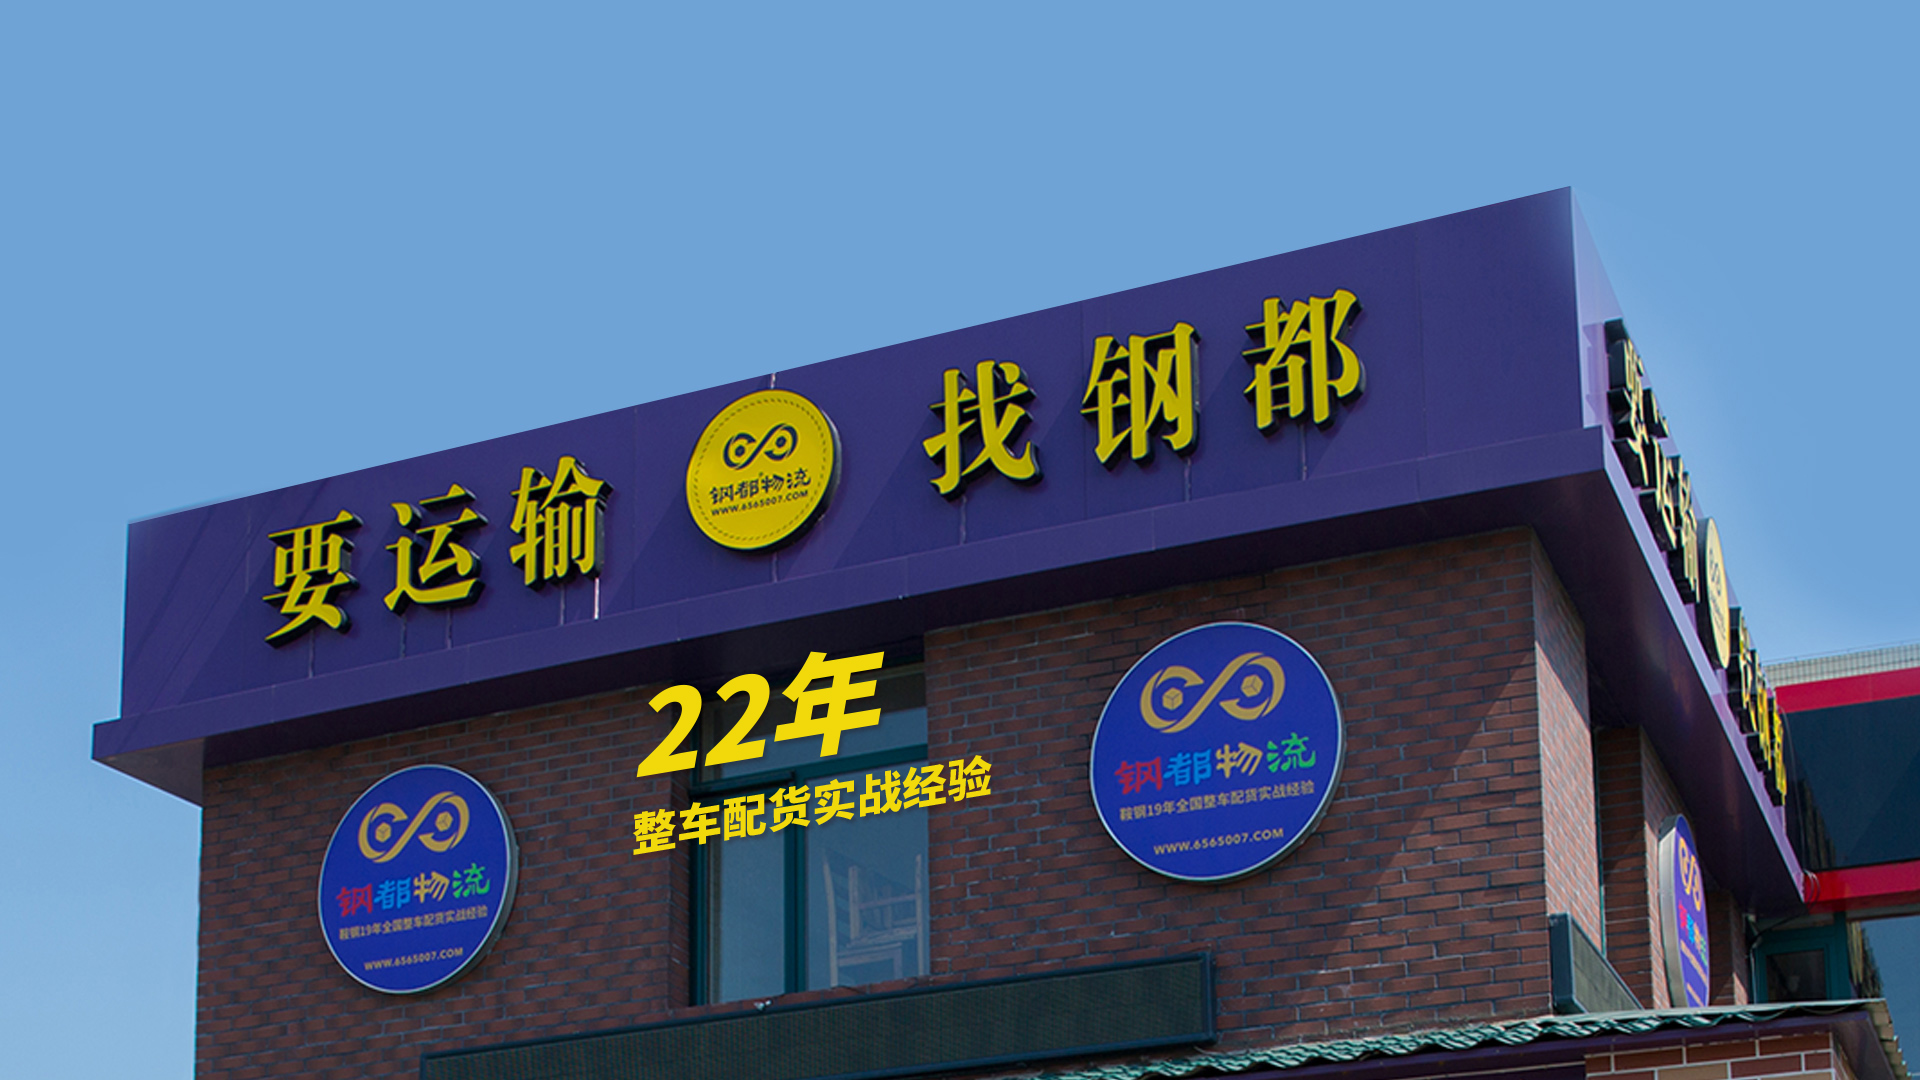 要运输 找钢都
钢都物流
WWW.6565007.COM
22年
整车配货实战经验
钢都物流
鞍钢19年全国整车配货实战经验
WWW.6565007.COM
钢都物流
鞍钢19年全国整车配货实战经验
WWW.6565007.COM